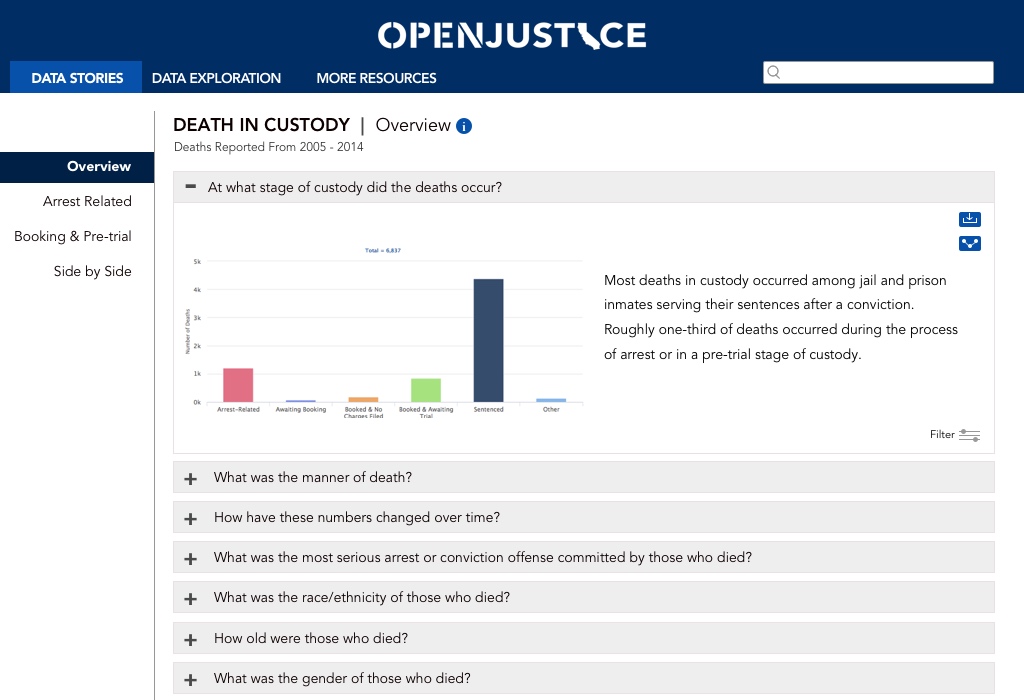 OPENJUSTICE
DATA STORIES
DATA EXPLORATION
MORE RESOURCES
DEATH IN CUSTODY | Overview i
Deaths Reported From 2005 - 2014
Overview
Arrest Related
Booking & Pre-trial
Side by Side
At what stage of custody did the deaths occur?
Total = 6,837
5k
4k
3k
2k
1k
0k
Number of Deaths
Arrest-Related
Awaiting Booking
Booked & No
Charges Filed
Booked & Awaiting
Trial
Sentenced
Other
Most deaths in custody occurred among jail and prison
inmates serving their sentences after a conviction.
Roughly one-third of deaths occurred during the process
of arrest or in a pre-trial stage of custody.
Filter
What was the manner of death?
How have these numbers changed over time?
What was the most serious arrest or conviction offense committed by those who died?
What was the race/ethnicity of those who died?
How old were those who died?
What was the gender of those who died?